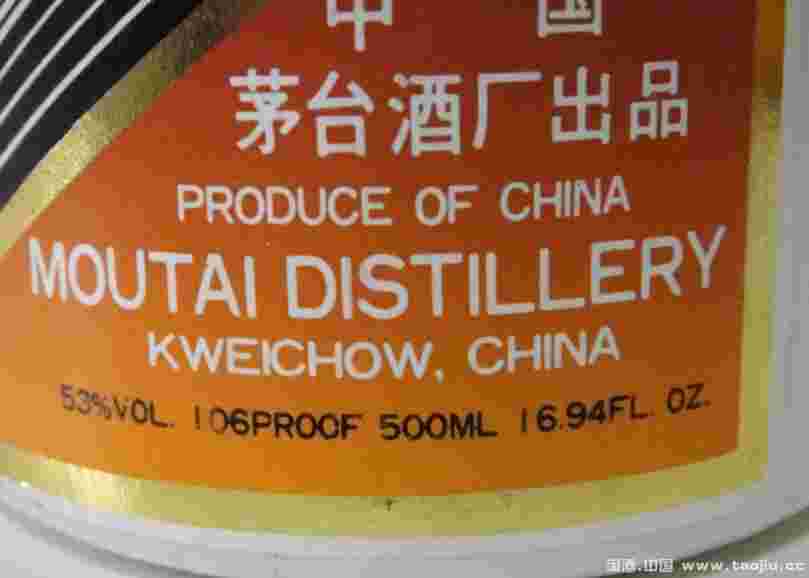 中国
茅台酒厂出品
PRODUCE OF CHINA
MOUTAI DISTILLERY
KWEICHOW, CHINA
53%VOL. 106PROOF 500ML 16.94FL. OZ.
www.taojiu.cc